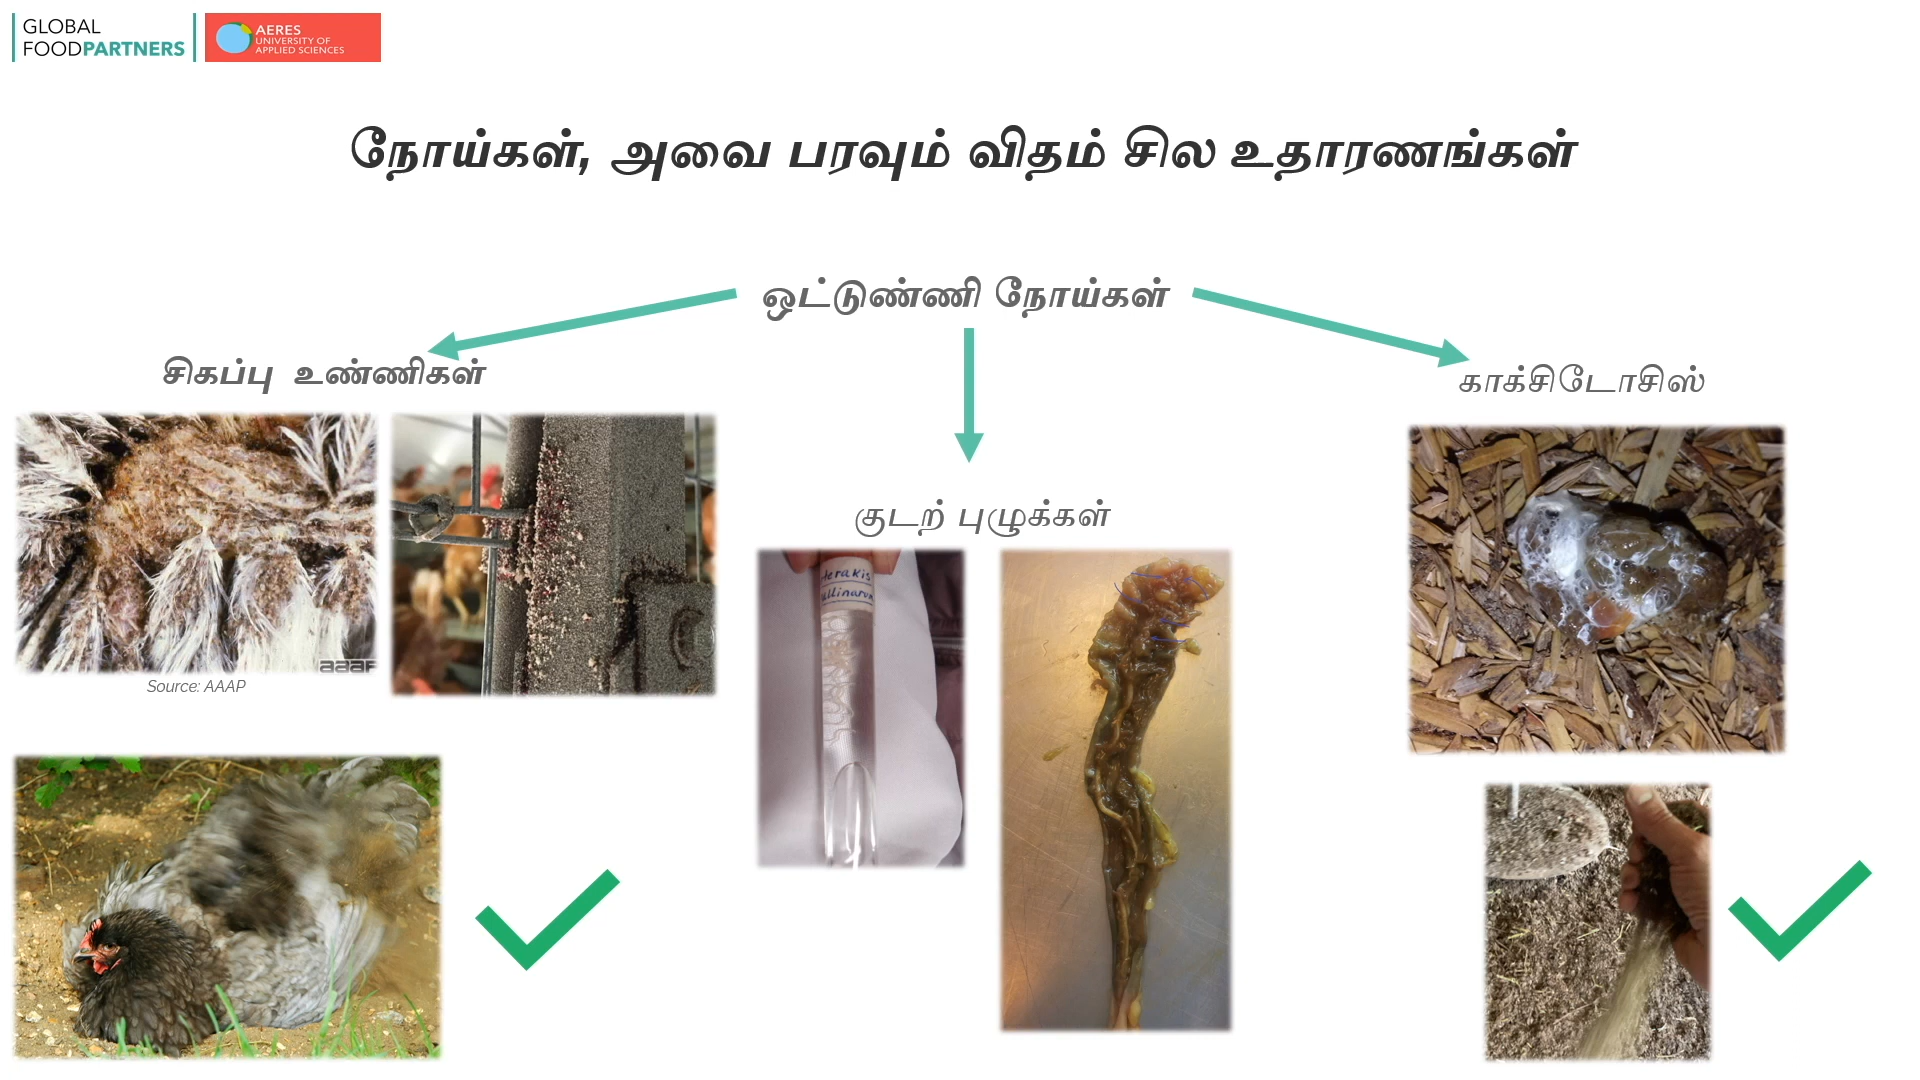 GLOBAL
FOODPARTNERS
AERES
UNIVERSITY OF
APPLIED SCIENCES
நோய்கள், அவை பரவும் விதம் சில உதாரணங்கள்
ஒட்டுண்ணி நோய்கள்
சிகப்பு உண்ணிகள்
காக்சிடோசிஸ்
குடற் புழுக்கள்
Source: AAAP
aaap